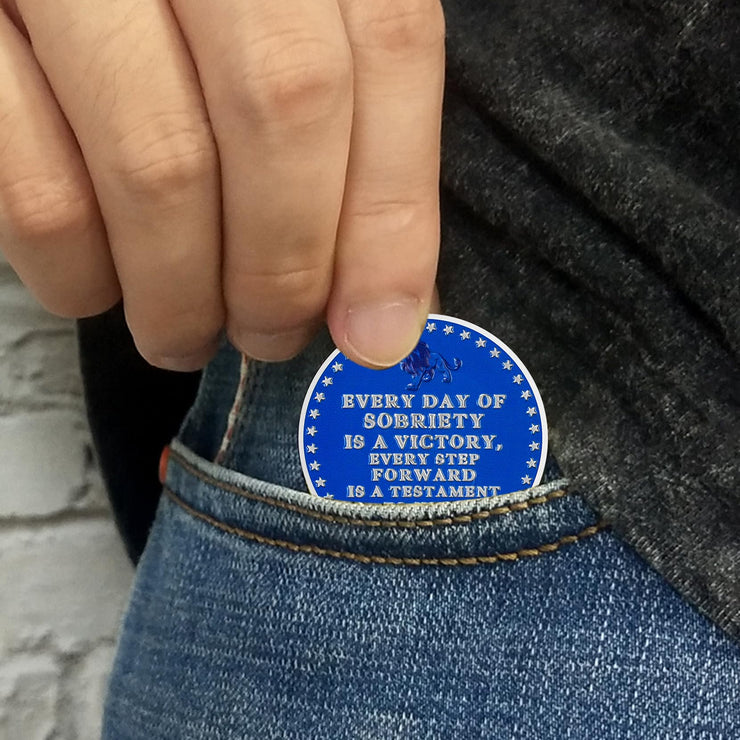 EVERY DAY OF
SOBRIETY
IS A VICTORY,
EVERY STEP
FORWARD
IS A TESTAMENT